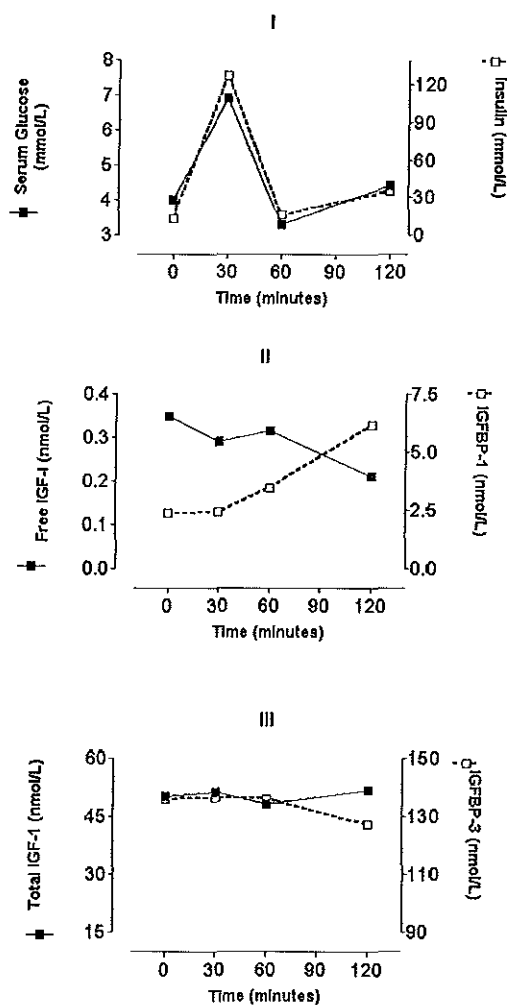 I
Serum Glucose
(mmol/L)
8
7
6
5
4
3
120
90
60
30
0
Insulin
(mmol/L)
0 30 60 90 120
Time (minutes)
II
Free IGF-I (nmol/L)
0.4
0.3
0.2
0.1
0.0
7.5
5.0
2.5
0.0
IGFBP-1
(nmol/L)
0 30 60 90 120
Time (minutes)
III
Total IGF-1 (nmol/L)
60
45
30
15
150
130
110
90
IGFBP-3
(nmol/L)
0 30 60 90 120
Time (minutes)